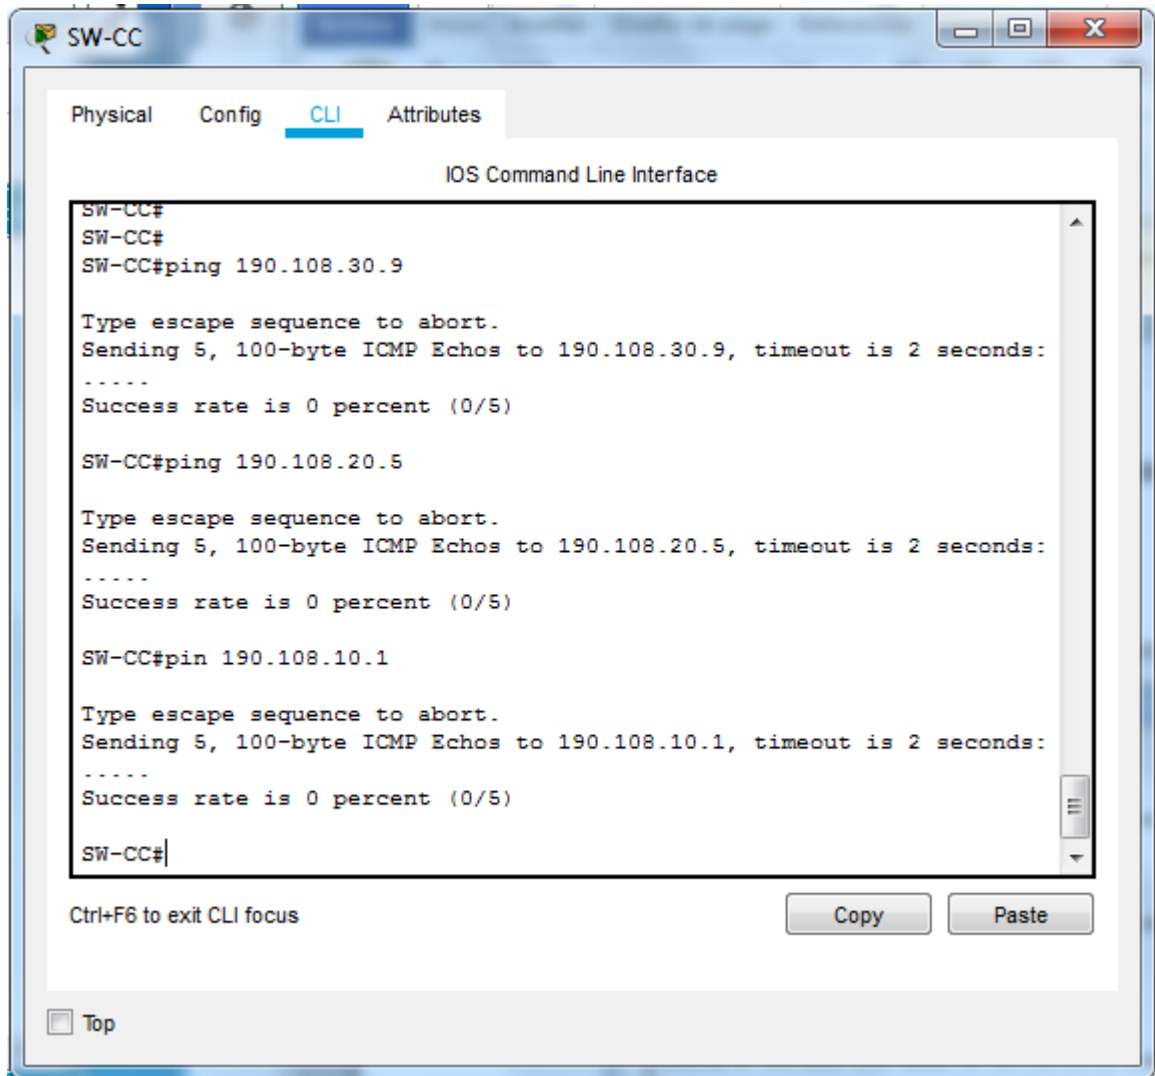 SW-CC
Physical Config CLI Attributes
IOS Command Line Interface
SW-CC#
SW-CC#
SW-CC#ping 190.108.30.9
Type escape sequence to abort.
Sending 5, 100-byte ICMP Echos to 190.108.30.9, timeout is 2 seconds:
.....
Success rate is 0 percent (0/5)
SW-CC#ping 190.108.20.5
Type escape sequence to abort.
Sending 5, 100-byte ICMP Echos to 190.108.20.5, timeout is 2 seconds:
.....
Success rate is 0 percent (0/5)
SW-CC#pin 190.108.10.1
Type escape sequence to abort.
Sending 5, 100-byte ICMP Echos to 190.108.10.1, timeout is 2 seconds:
.....
Success rate is 0 percent (0/5)
SW-CC#
Ctrl+F6 to exit CLI focus
Copy Paste
Top